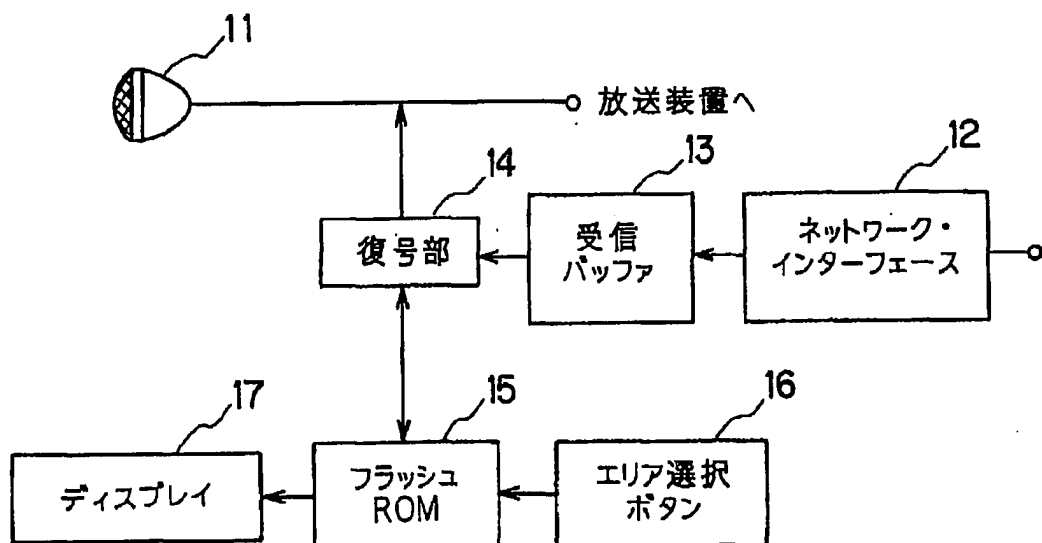 11
放送装置へ
12
13
14
ネットワーク・
インターフェース
受信
バッファ
復号部
17
15
16
ディスプレイ
フラッシュ
ROM
エリア選択
ボタン